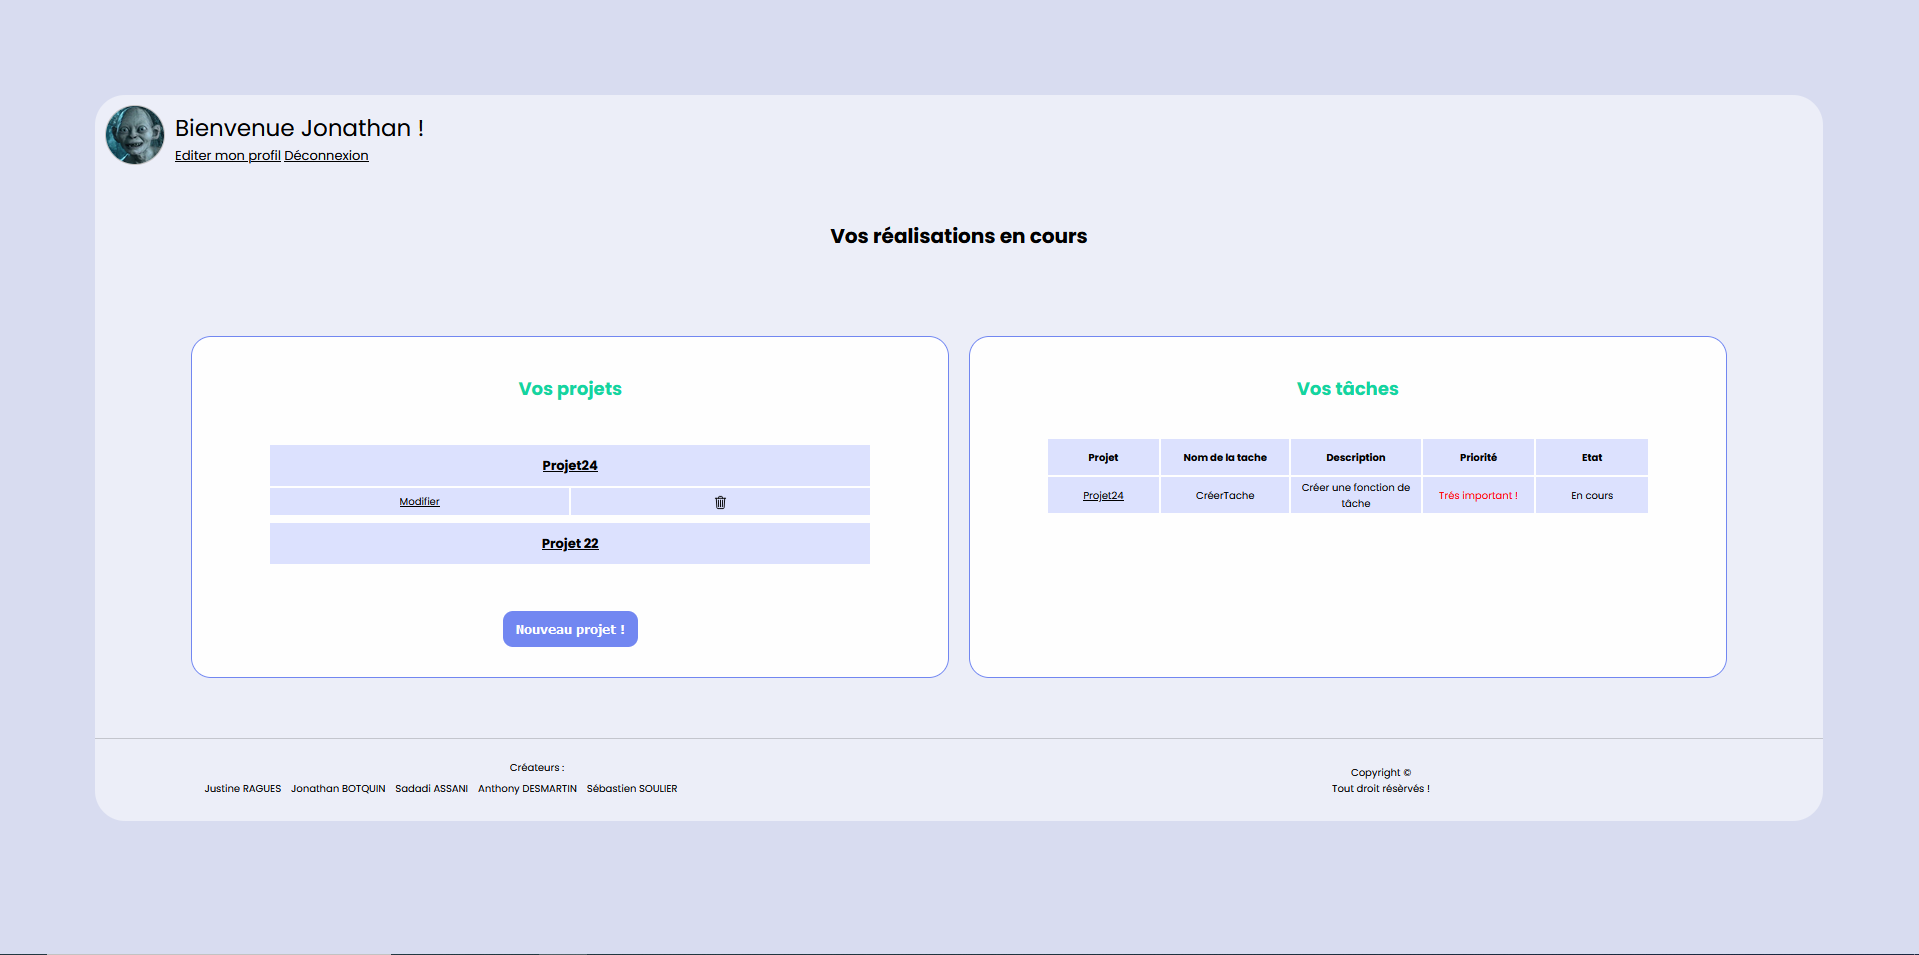 Bienvenue Jonathan !
Editer mon profil Déconnexion
Vos réalisations en cours
Vos projets
Projet24
Modifier
Projet 22
Nouveau projet !
Vos tâches
Projet Nom de la tache Description Priorité Etat
Projet24 CréerTache Créer une fonction de tâche Trés important ! En cours
Créateurs :
Justine RAGUES Jonathan BOTQUIN Sadadi ASSANI Anthony DESMARTIN Sébastien SOULIER
Copyright ©
Tout droit résèrvés !